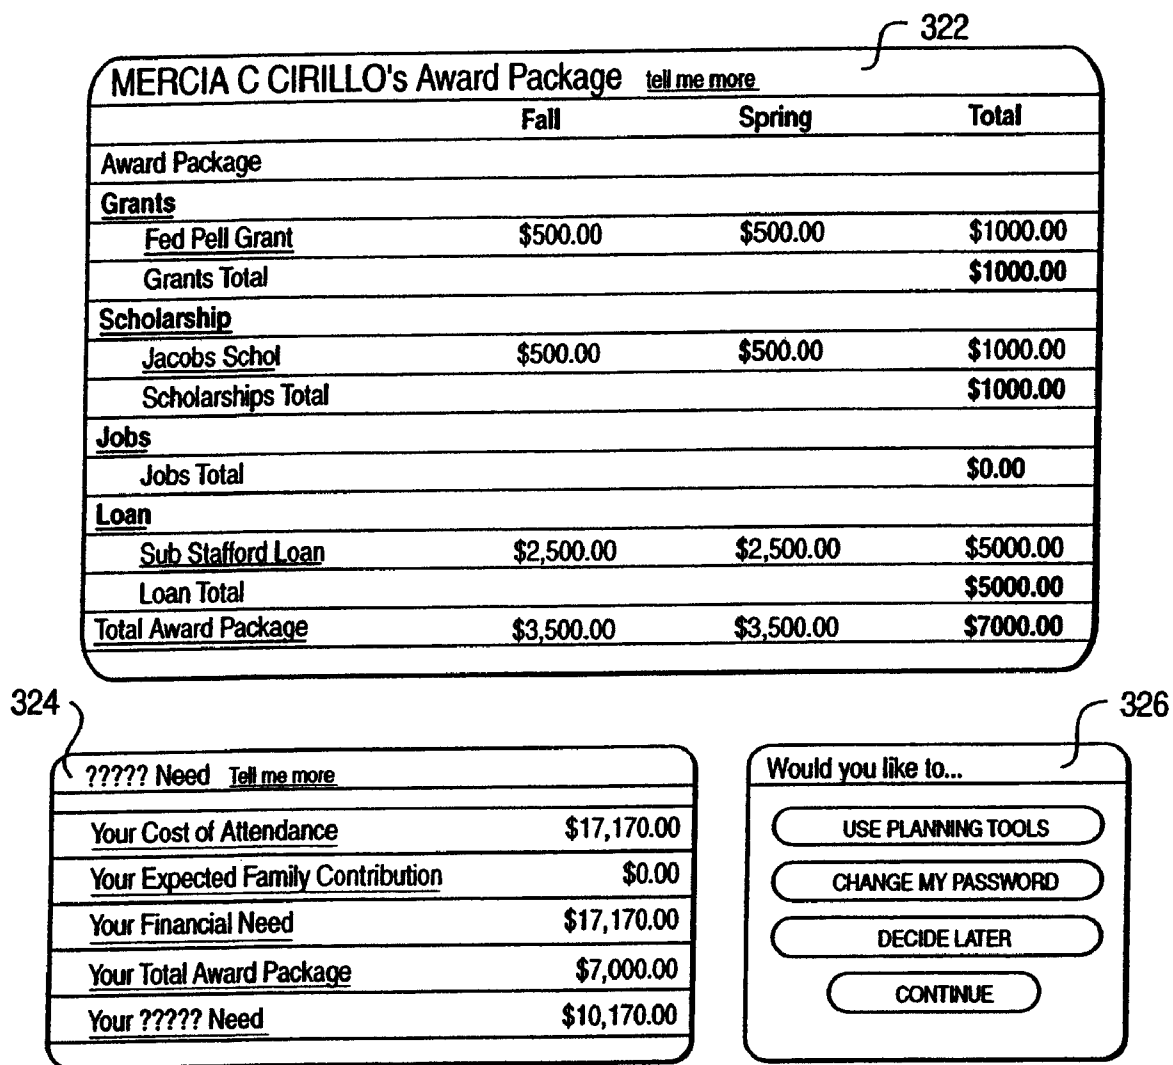 322
MERCIA C CIRILLO's Award Package tell me more
Fall Spring Total
Award Package
Grants
Fed Pell Grant $500.00 $500.00 $1000.00
Grants Total $1000.00
Scholarship
Jacobs Schol $500.00 $500.00 $1000.00
Scholarships Total $1000.00
Jobs
Jobs Total $0.00
Loan
Sub Stafford Loan $2,500.00 $2,500.00 $5000.00
Loan Total $5000.00
Total Award Package $3,500.00 $3,500.00 $7000.00
324
????? Need Tell me more
Your Cost of Attendance $17,170.00
Your Expected Family Contribution $0.00
Your Financial Need $17,170.00
Your Total Award Package $7,000.00
Your ????? Need $10,170.00
326
Would you like to...
USE PLANNING TOOLS
CHANGE MY PASSWORD
DECIDE LATER
CONTINUE